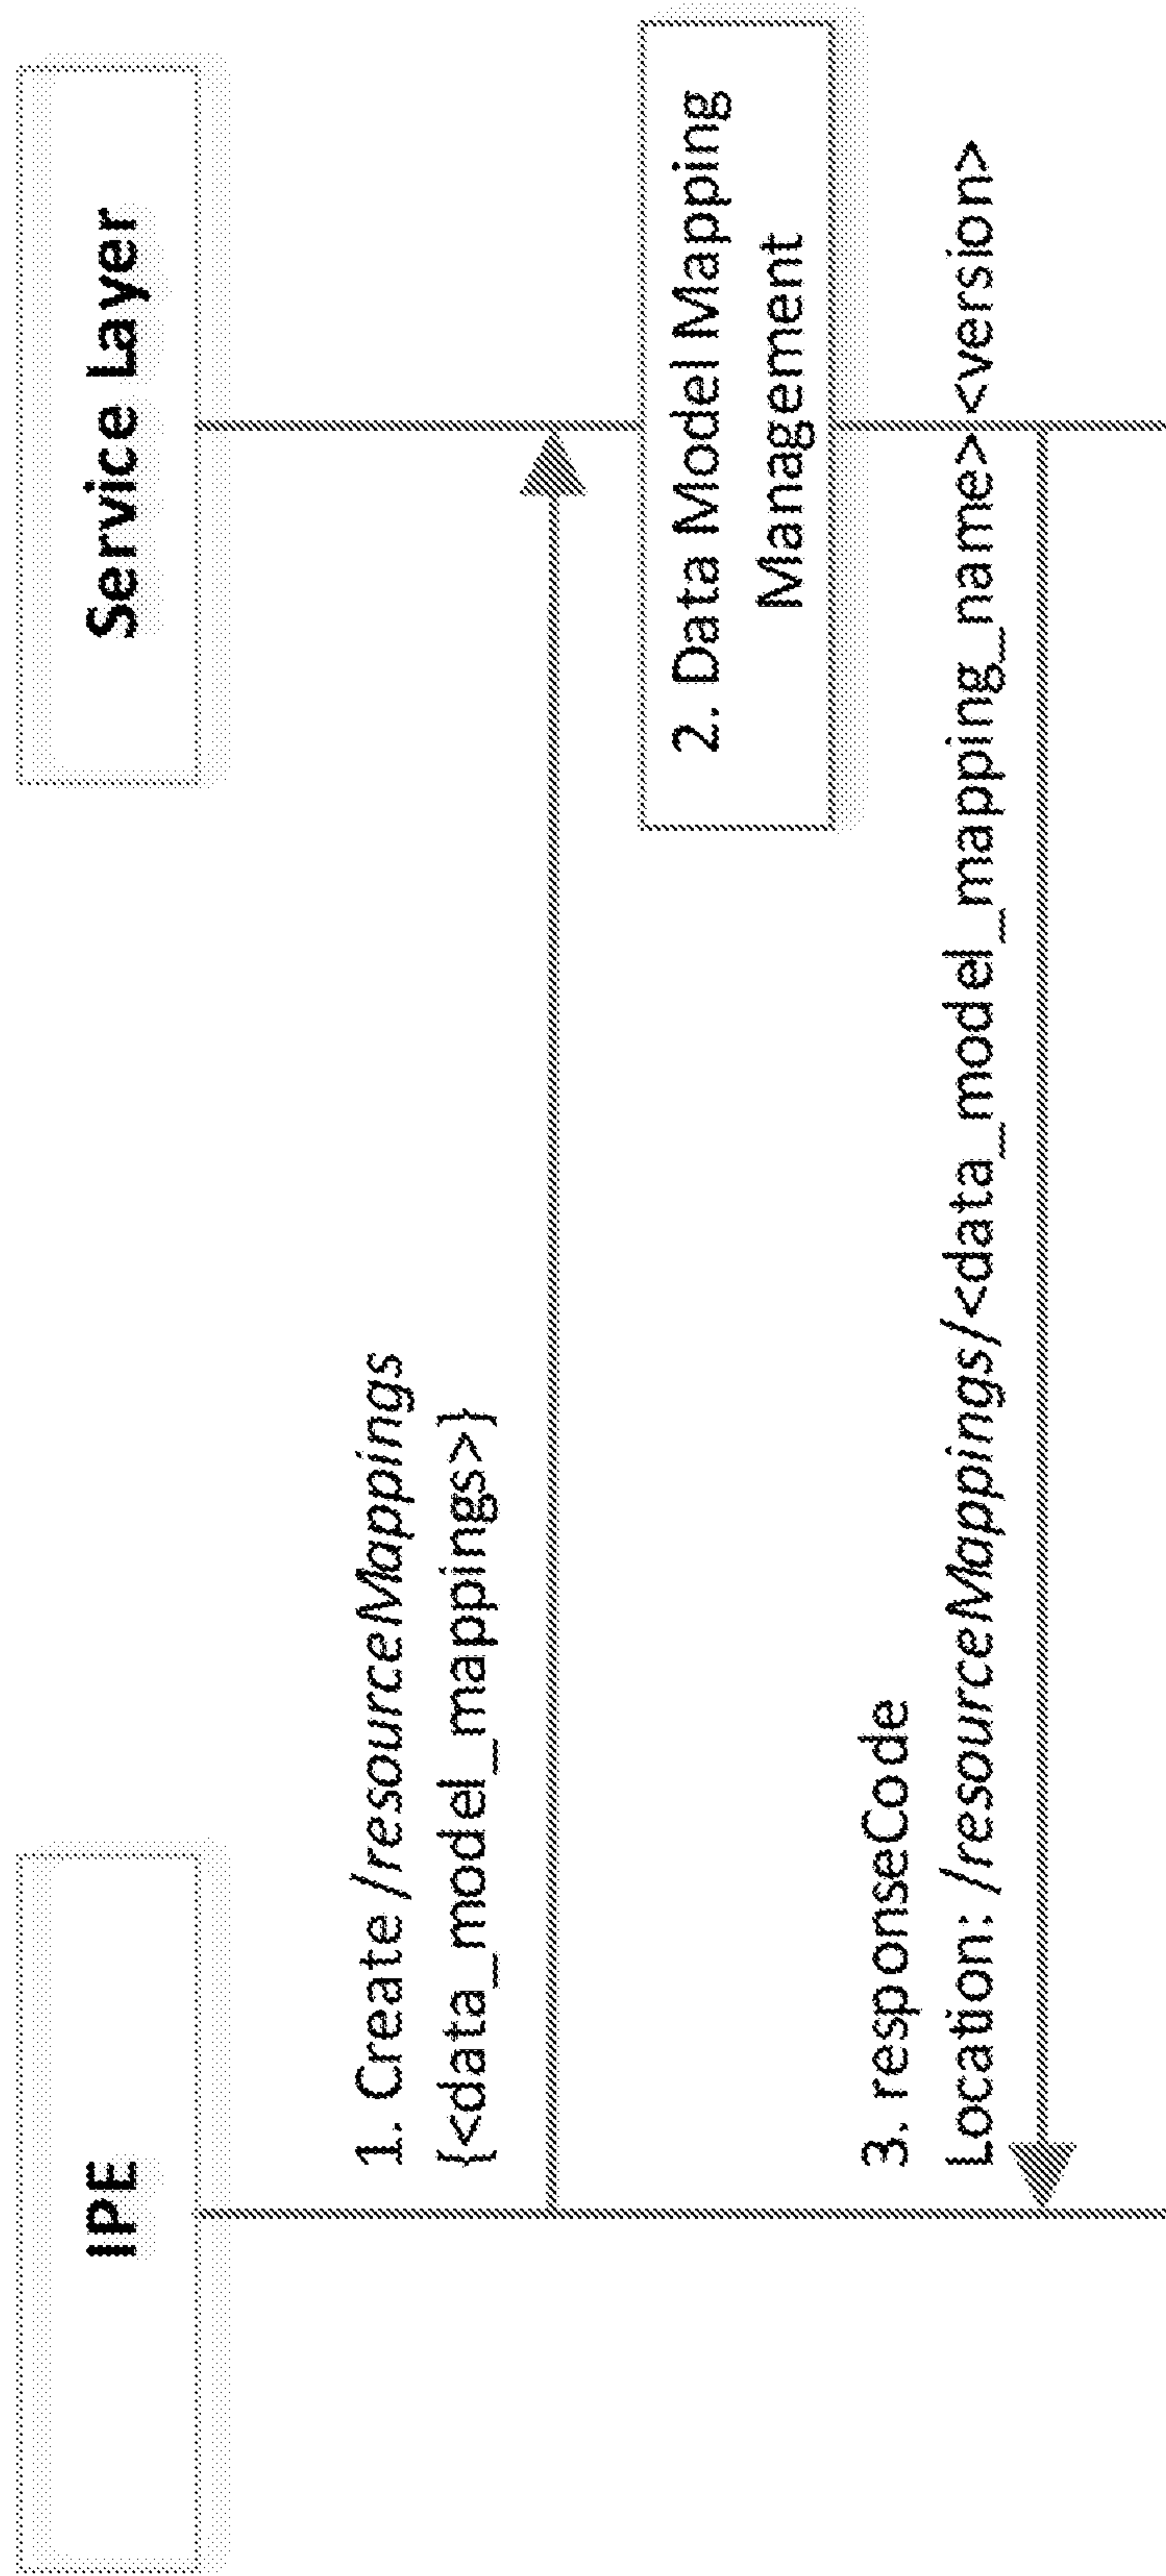 IPE
Service Layer
1. Create /resourceMappings
{<data_model_mappings>}
2. Data Model Mapping
Management
3. responseCode
Location: /resourceMappings/<data_model_mapping_name><version>